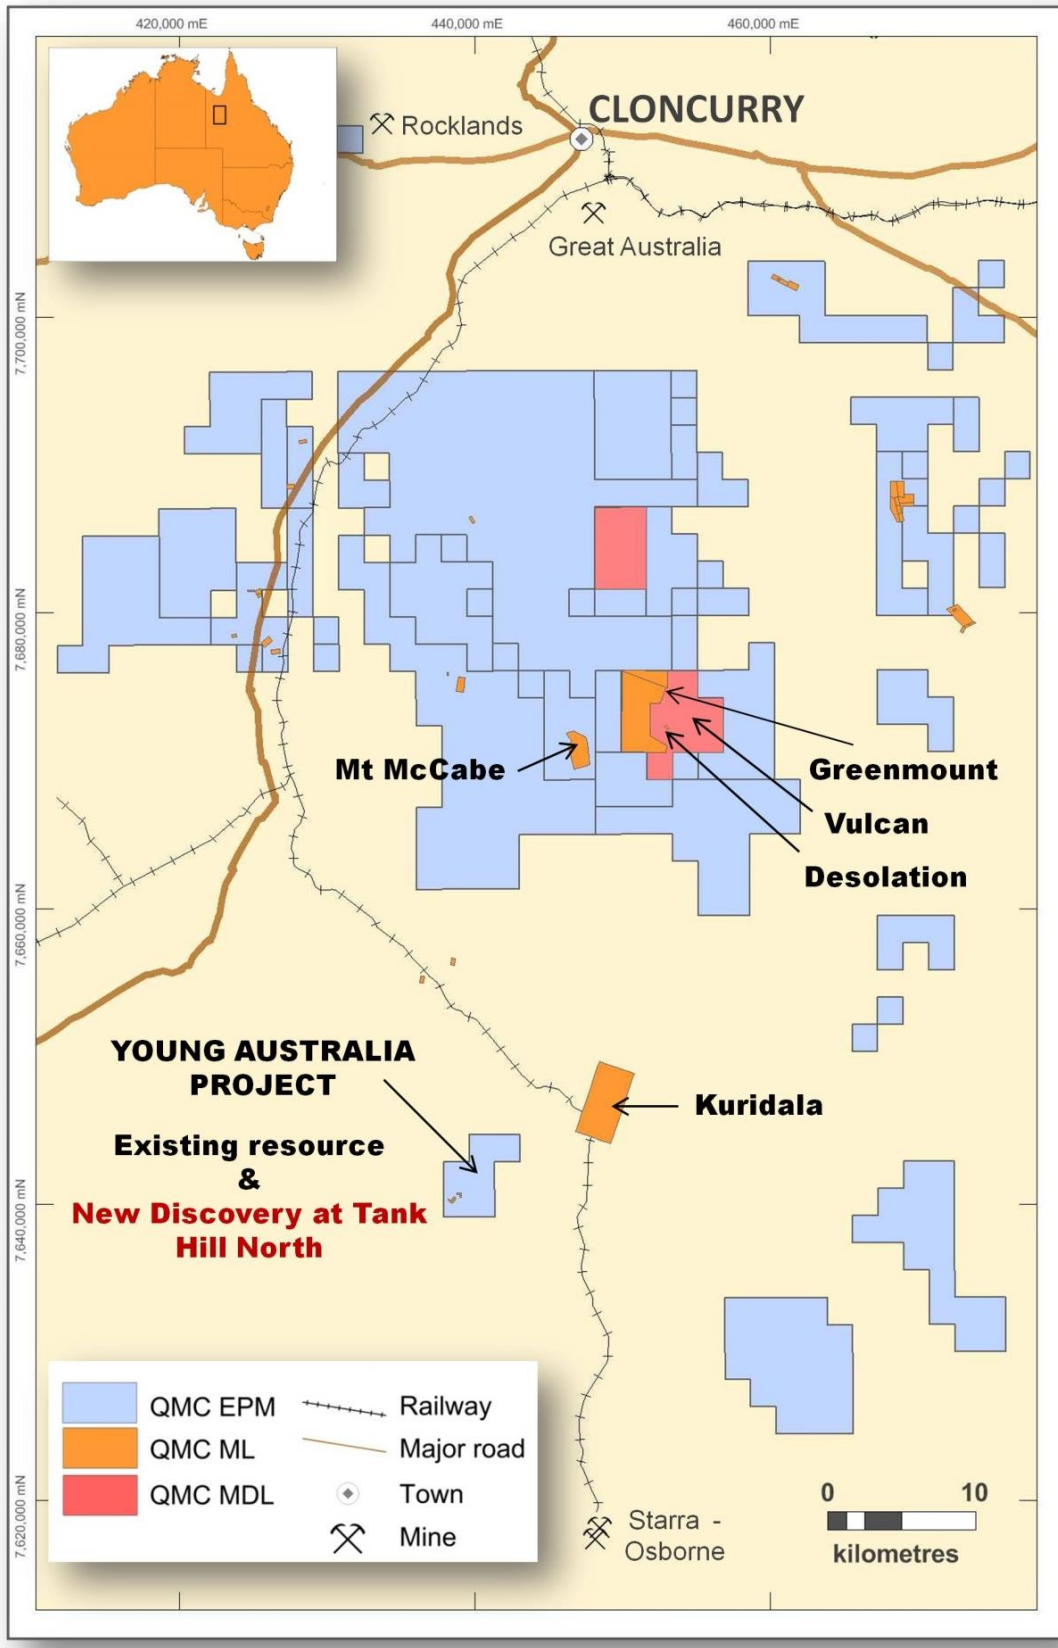 420,000 mE
440,000 mE
460,000 mE
CLONCURRY
Rocklands
Great Australia
7,700,000 mN
7,680,000 mN
Mt McCabe
Greenmount
Vulcan
Desolation
7,660,000 mN
YOUNG AUSTRALIA
PROJECT
Existing resource
&
New Discovery at Tank
Hill North
Kuridala
7,640,000 mN
QMC EPM
QMC ML
QMC MDL
Railway
Major road
Town
Mine
7,620,000 mN
Starra -
Osborne
0 10
kilometres